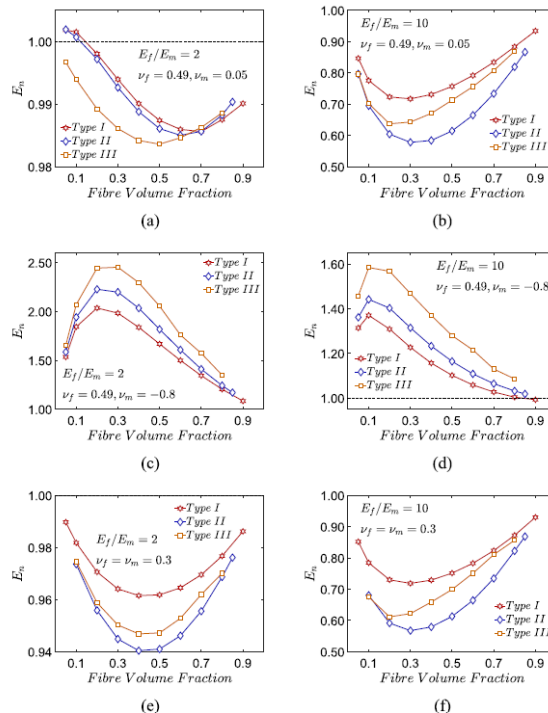 1.00
0.99
0.98
E_n
E_f/E_m = 2
ν_f = 0.49, ν_m = 0.05
Type I
Type II
Type III
0.1 0.3 0.5 0.7 0.9
Fibre Volume Fraction
(a)
1.00
0.90
0.80
0.70
0.60
0.50
E_n
E_f/E_m = 10
ν_f = 0.49, ν_m = 0.05
Type I
Type II
Type III
0.1 0.3 0.5 0.7 0.9
Fibre Volume Fraction
(b)
2.50
2.00
1.50
1.00
E_n
Type I
Type II
Type III
E_f/E_m = 2
ν_f = 0.49, ν_m = −0.8
0.1 0.3 0.5 0.7 0.9
Fibre Volume Fraction
(c)
1.60
1.40
1.20
1.00
E_n
E_f/E_m = 10
ν_f = 0.49, ν_m = −0.8
Type I
Type II
Type III
0.1 0.3 0.5 0.7 0.9
Fibre Volume Fraction
(d)
1.00
0.98
0.96
0.94
E_n
Type I
Type II
Type III
E_f/E_m = 2
ν_f = ν_m = 0.3
0.1 0.3 0.5 0.7 0.9
Fibre Volume Fraction
(e)
1.00
0.90
0.80
0.70
0.60
0.50
E_n
E_f/E_m = 10
ν_f = ν_m = 0.3
Type I
Type II
Type III
0.1 0.3 0.5 0.7 0.9
Fibre Volume Fraction
(f)